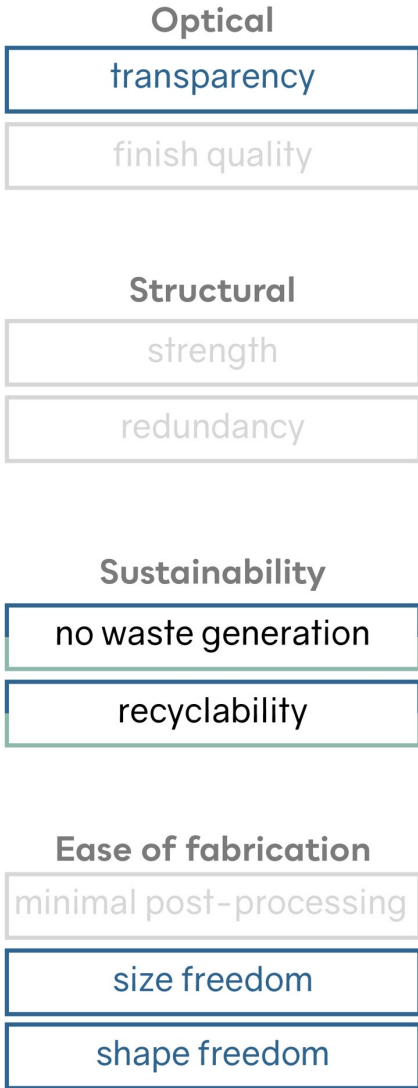 Optical
transparency
finish quality
Structural
strength
redundancy
Sustainability
no waste generation
recyclability
Ease of fabrication
minimal post-processing
size freedom
shape freedom